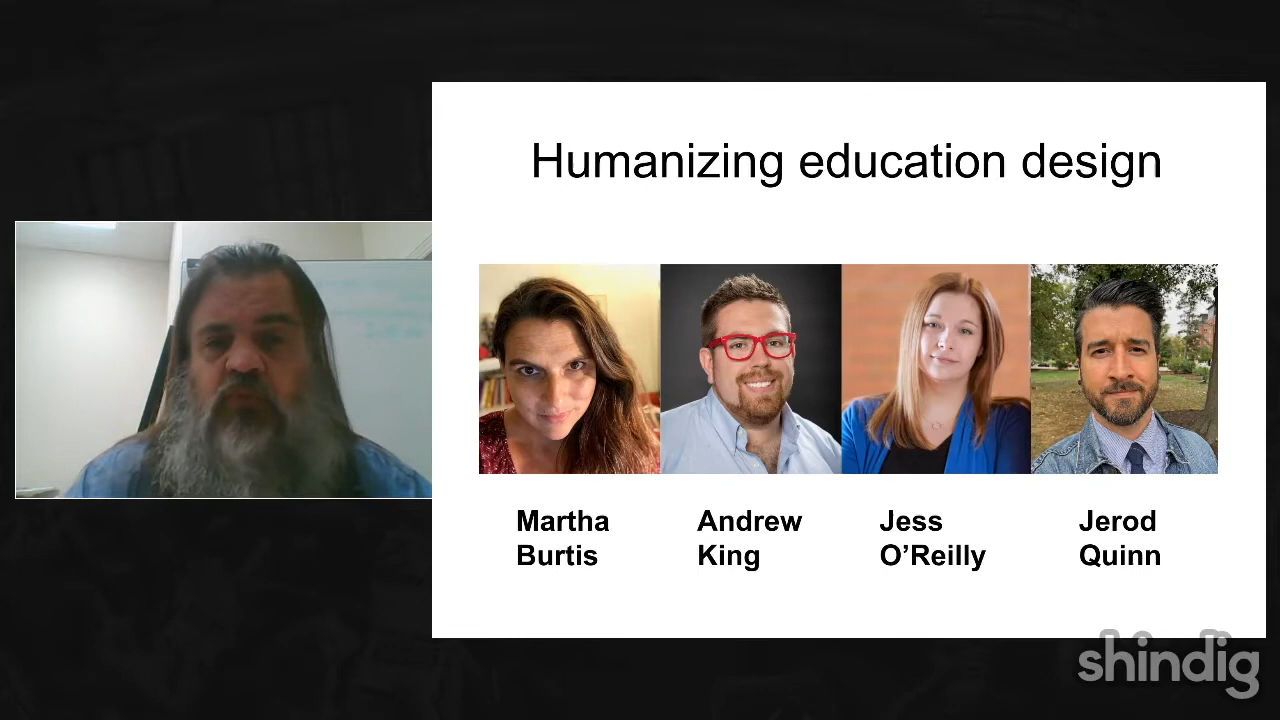 Humanizing education design
Martha
Burtis
Andrew
King
Jess
O’Reilly
Jerod
Quinn
shindig